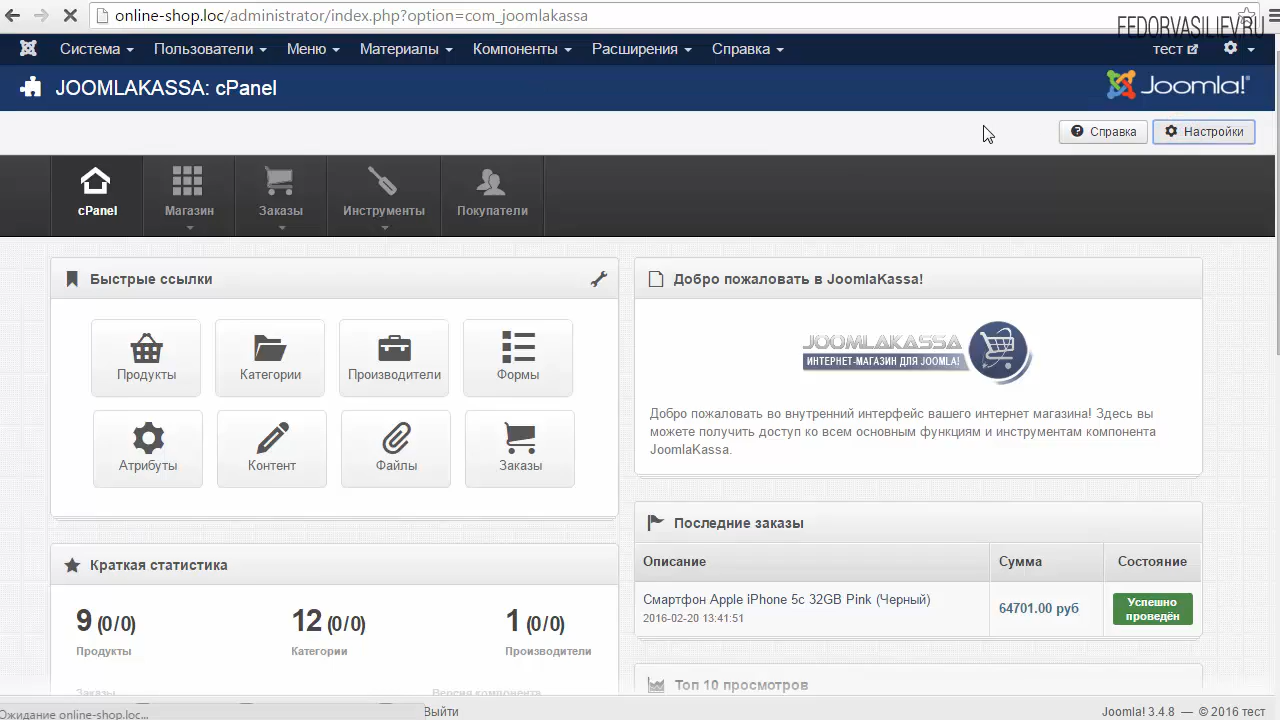 online-shop.loc/administrator/index.php?option=com_joomlakassa
FEDORVASILIEV.RU
Система Пользователи Меню Материалы Компоненты Расширения Справка тест
JOOMLAKASSA: cPanel Joomla!
Справка Настройки
cPanel Магазин Заказы Инструменты Покупатели
Быстрые ссылки
Продукты Категории Производители Формы
Атрибуты Контент Файлы Заказы
Краткая статистика
9 (0/0) 12 (0/0) 1 (0/0)
Продукты Категории Производители
Заказы Версия компонента
Добро пожаловать в JoomlaKassa!
JOOMLAKASSA
ИНТЕРНЕТ-МАГАЗИН ДЛЯ JOOMLA!
Добро пожаловать во внутренний интерфейс вашего интернет магазина! Здесь вы
можете получить доступ ко всем основным функциям и инструментам компонента
JoomlaKassa.
Последние заказы
Описание Сумма Состояние
Смартфон Apple iPhone 5c 32GB Pink (Черный) 64701.00 руб Успешно
2016-02-20 13:41:51 проведён
Топ 10 просмотров
Ожидание online-shop.loc... Выйти Joomla! 3.4.8 — © 2016 тест